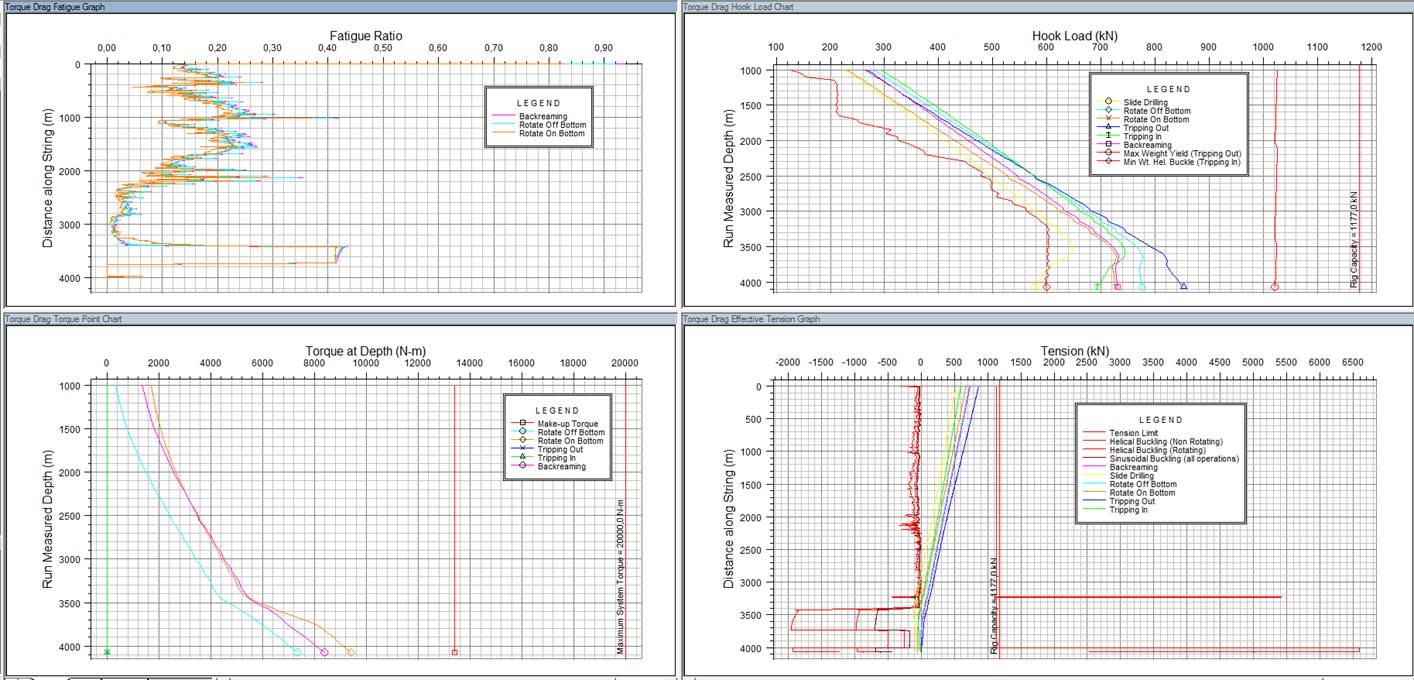 Torque Drag Fatigue Graph
Fatigue Ratio
0,00 0,10 0,20 0,30 0,40 0,50 0,60 0,70 0,80 0,90
Distance along String (m)
0
1000
2000
3000
4000
LEGEND
Backreaming
Rotate Off Bottom
Rotate On Bottom
Torque Drag Hook Load Chart
Hook Load (kN)
100 200 300 400 500 600 700 800 900 1000 1100 1200
Run Measured Depth (m)
1000
1500
2000
2500
3000
3500
4000
LEGEND
Slide Drilling
Rotate Off Bottom
Rotate On Bottom
Tripping Out
Tripping In
Backreaming
Max Weight Yield (Tripping Out)
Min Wt. Hel. Buckle (Tripping In)
Rig Capacity = 1177,0 kN
Torque Drag Torque Point Chart
Torque at Depth (N-m)
0 2000 4000 6000 8000 10000 12000 14000 16000 18000 20000
Run Measured Depth (m)
1000
1500
2000
2500
3000
3500
4000
LEGEND
Make-up Torque
Rotate Off Bottom
Rotate On Bottom
Tripping Out
Tripping In
Backreaming
Maximum System Torque = 20000,0 N-m
Torque Drag Effective Tension Graph
Tension (kN)
-2000 -1500 -1000 -500 0 500 1000 1500 2000 2500 3000 3500 4000 4500 5000 5500 6000 6500
Distance along String (m)
0
500
1000
1500
2000
2500
3000
3500
4000
LEGEND
Tension Limit
Helical Buckling (Non Rotating)
Helical Buckling (Rotating)
Sinusoidal Buckling (all operations)
Backreaming
Slide Drilling
Rotate Off Bottom
Rotate On Bottom
Tripping Out
Tripping In
Rig Capacity = 1177,0 kN